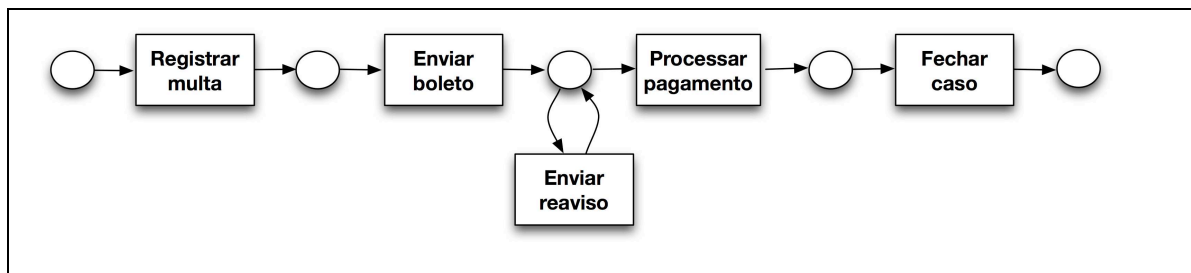 Registrar
multa
Enviar
boleto
Processar
pagamento
Fechar
caso
Enviar
reaviso